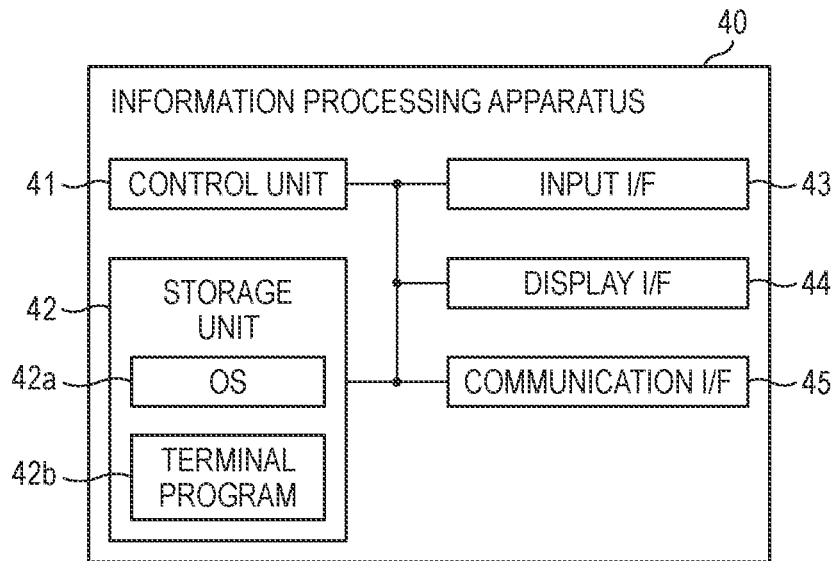 40
INFORMATION PROCESSING APPARATUS
41
CONTROL UNIT
INPUT I/F
43
42
STORAGE
UNIT
DISPLAY I/F
44
42a
OS
COMMUNICATION I/F
45
42b
TERMINAL
PROGRAM